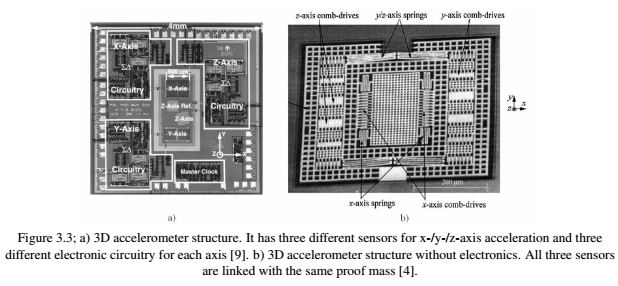 z-axis comb-drives
y/z-axis springs
y-axis comb-drives
4mm
X-Axis
ΣΔ
Circuitry
Z-Axis
ΣΔ
Circuitry
X-Axis
Z-Axis Ref.
Z-Axis
Y-Axis
Y-Axis
ΣΔ
Circuitry
Y
Z
X
Master Clock
y
z
x
200 μm
x-axis springs
x-axis comb-drives
a)
b)
Figure 3.3; a) 3D accelerometer structure. It has three different sensors for x-/y-/z-axis acceleration and three
different electronic circuitry for each axis [9]. b) 3D accelerometer structure without electronics. All three sensors
are linked with the same proof mass [4].